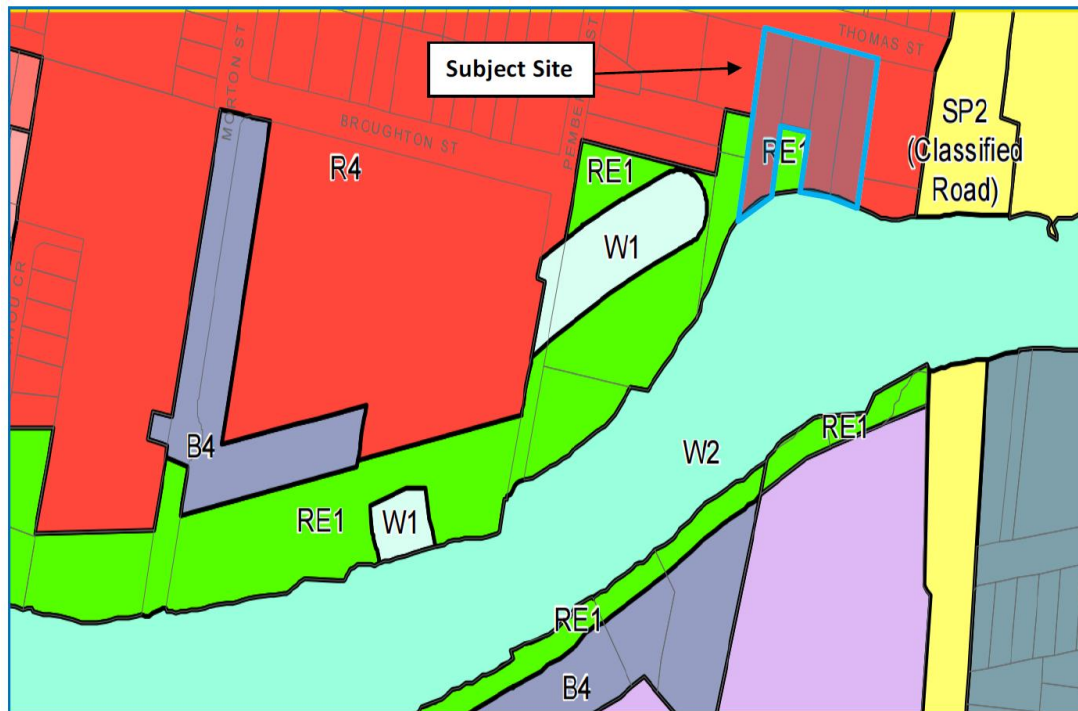 MORTON ST
Subject Site
THOMAS ST
BROUGHTON ST
SP2
(Classified
Road)
R4
RE1
RE1
W1
W2
B4
RE1
W1
RE1
RE1
B4